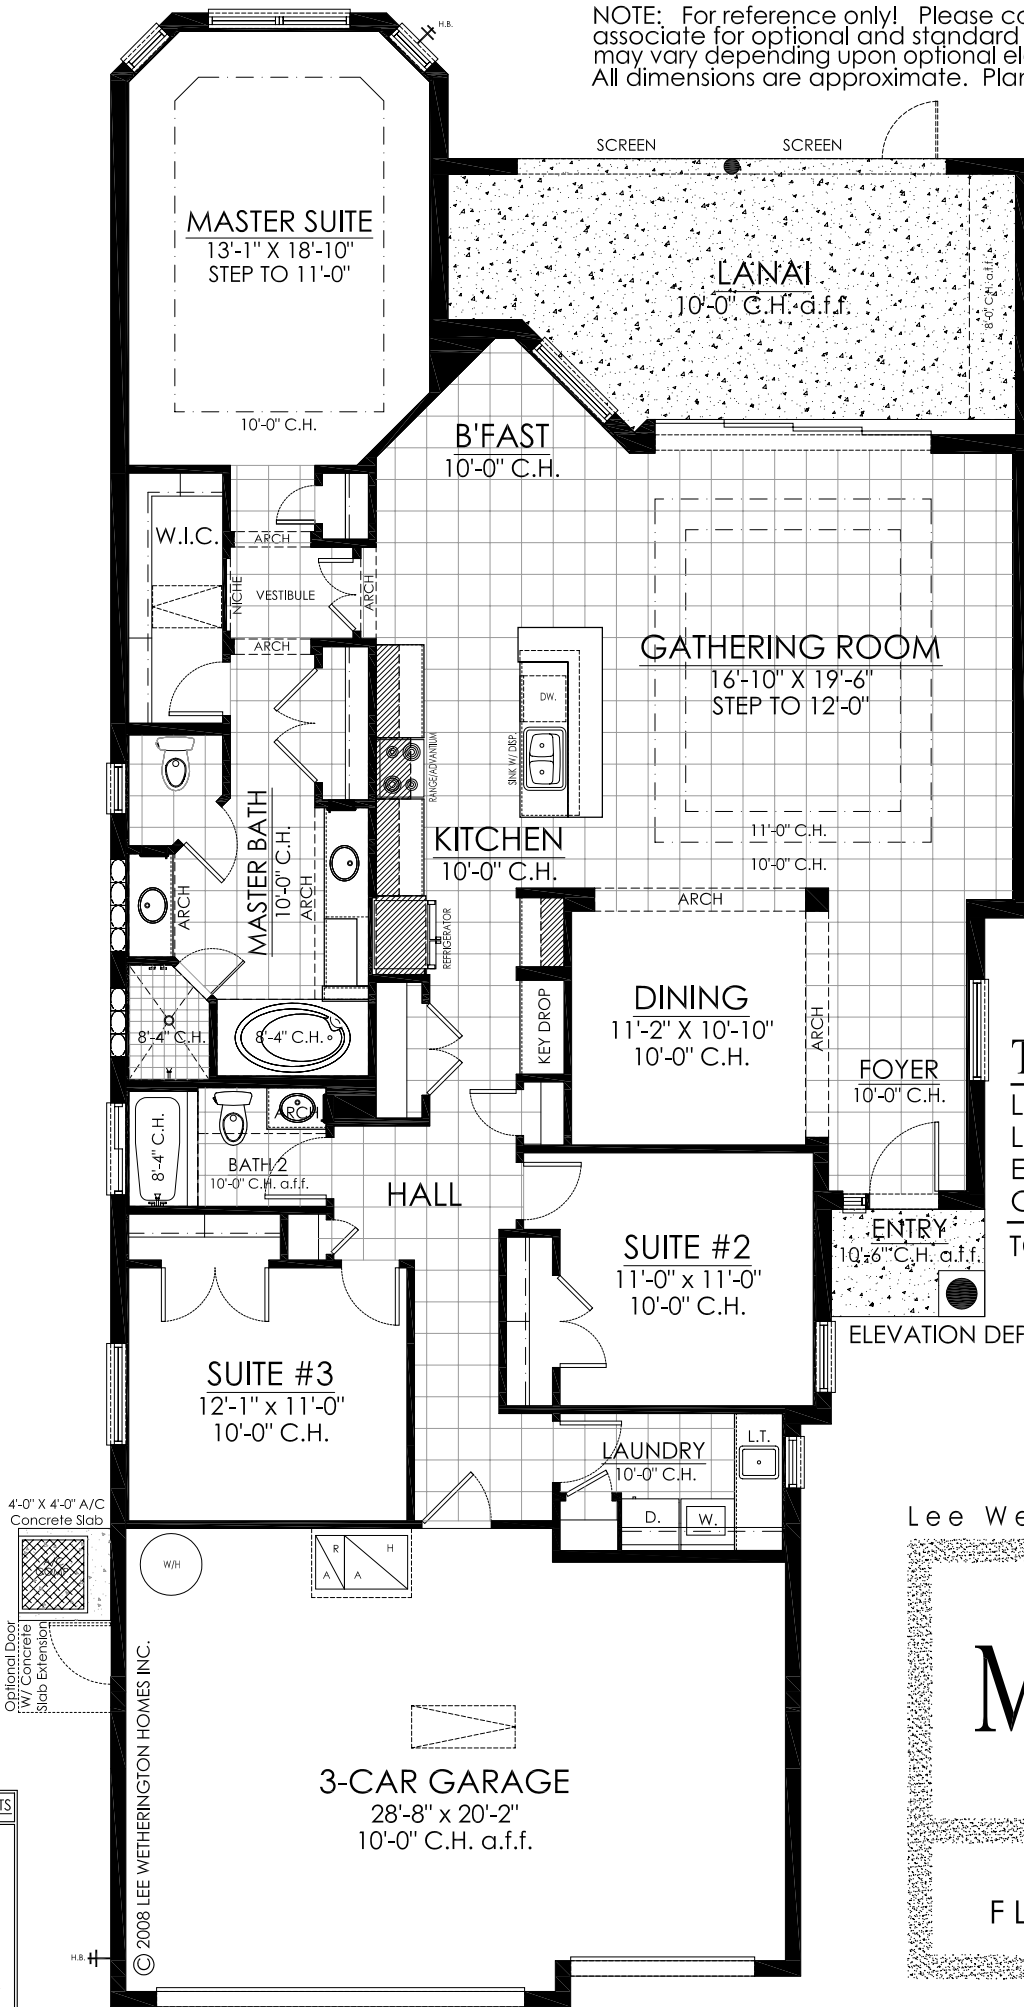 NOTE: For reference only! Please
associate for optional and standard
may vary depending upon optional
All dimensions are approximate.
H.B.
SCREEN
SCREEN
MASTER SUITE
13'-1" X 18'-10"
STEP TO 11'-0"
10'-0" C.H.
LANAI
10'-0" C.H. a.f.f.
8'-0" C.H. a.f.f.
B'FAST
10'-0" C.H.
W.I.C.
ARCH
NICHE
VESTIBULE
ARCH
ARCH
GATHERING ROOM
16'-10" X 19'-6"
STEP TO 12'-0"
11'-0" C.H.
10'-0" C.H.
DW.
SINK W/ DISP.
RANGE/ADVANTIUM
KITCHEN
10'-0" C.H.
REFRIGERATOR
MASTER BATH
10'-0" C.H.
ARCH
ARCH
8'-4" C.H.
8'-4" C.H.
ARCH
KEY DROP
DINING
11'-2" X 10'-10"
10'-0" C.H.
ARCH
FOYER
10'-0" C.H.
8'-4" C.H.
ARCH
BATH 2
10'-0" C.H. a.f.f.
HALL
SUITE #2
11'-0" x 11'-0"
10'-0" C.H.
ENTRY
10'-6" C.H. a.f.f.
ELEVATION
SUITE #3
12'-1" x 11'-0"
10'-0" C.H.
LAUNDRY
10'-0" C.H.
L.T.
D.
W.
4'-0" X 4'-0" A/C
Concrete Slab
Optional Door
W/ Concrete
Slab Extension
W/H
R
H
A
A
Lee
3-CAR GARAGE
28'-8" x 20'-2"
10'-0" C.H. a.f.f.
© 2008 LEE WETHERINGTON HOMES INC.
H.B.